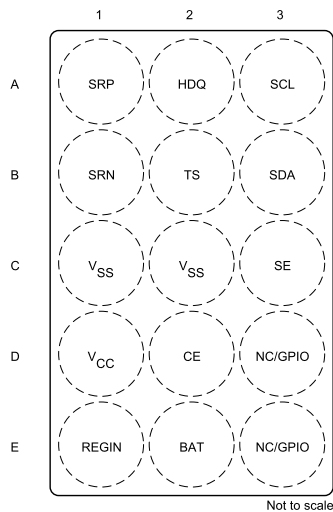 1 2 3
A SRP HDQ SCL
B SRN TS SDA
C VSS VSS SE
D VCC CE NC/GPIO
E REGIN BAT NC/GPIO
Not to scale